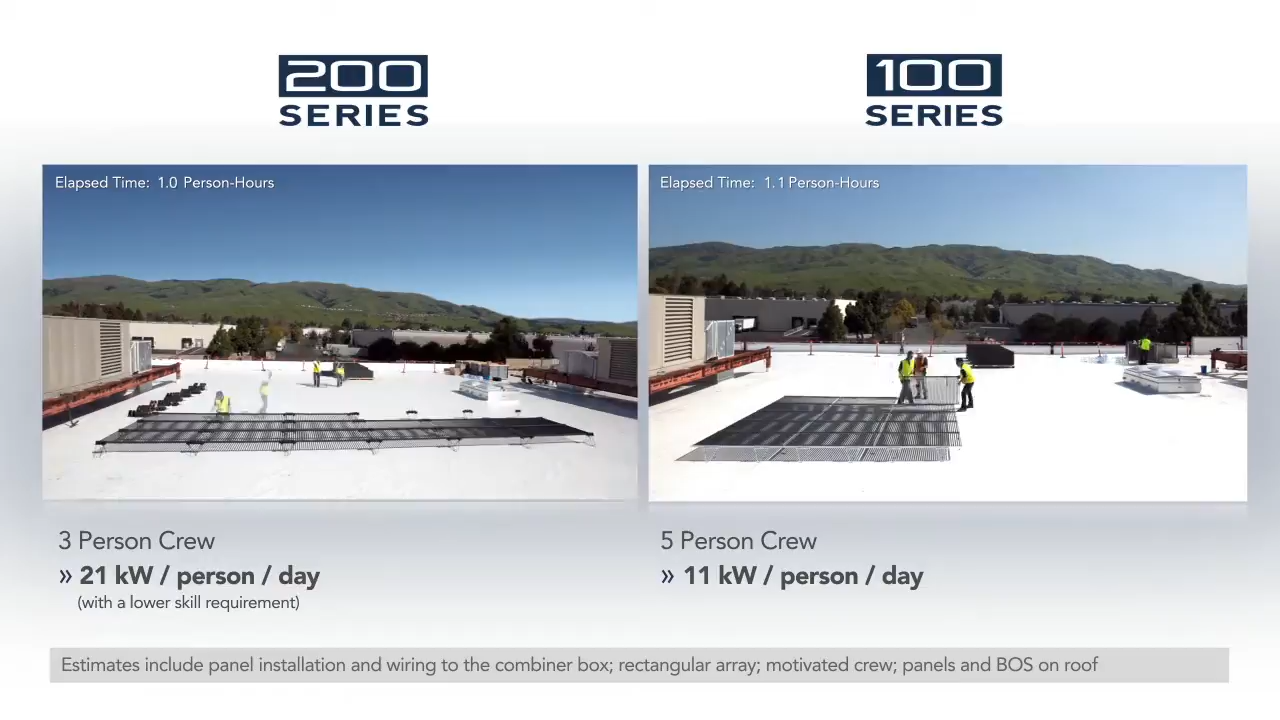 200
SERIES
100
SERIES
Elapsed Time: 1.0 Person-Hours
Elapsed Time: 1.1 Person-Hours
3 Person Crew
» 21 kW / person / day
(with a lower skill requirement)
5 Person Crew
» 11 kW / person / day
Estimates include panel installation and wiring to the combiner box; rectangular array; motivated crew; panels and BOS on roof